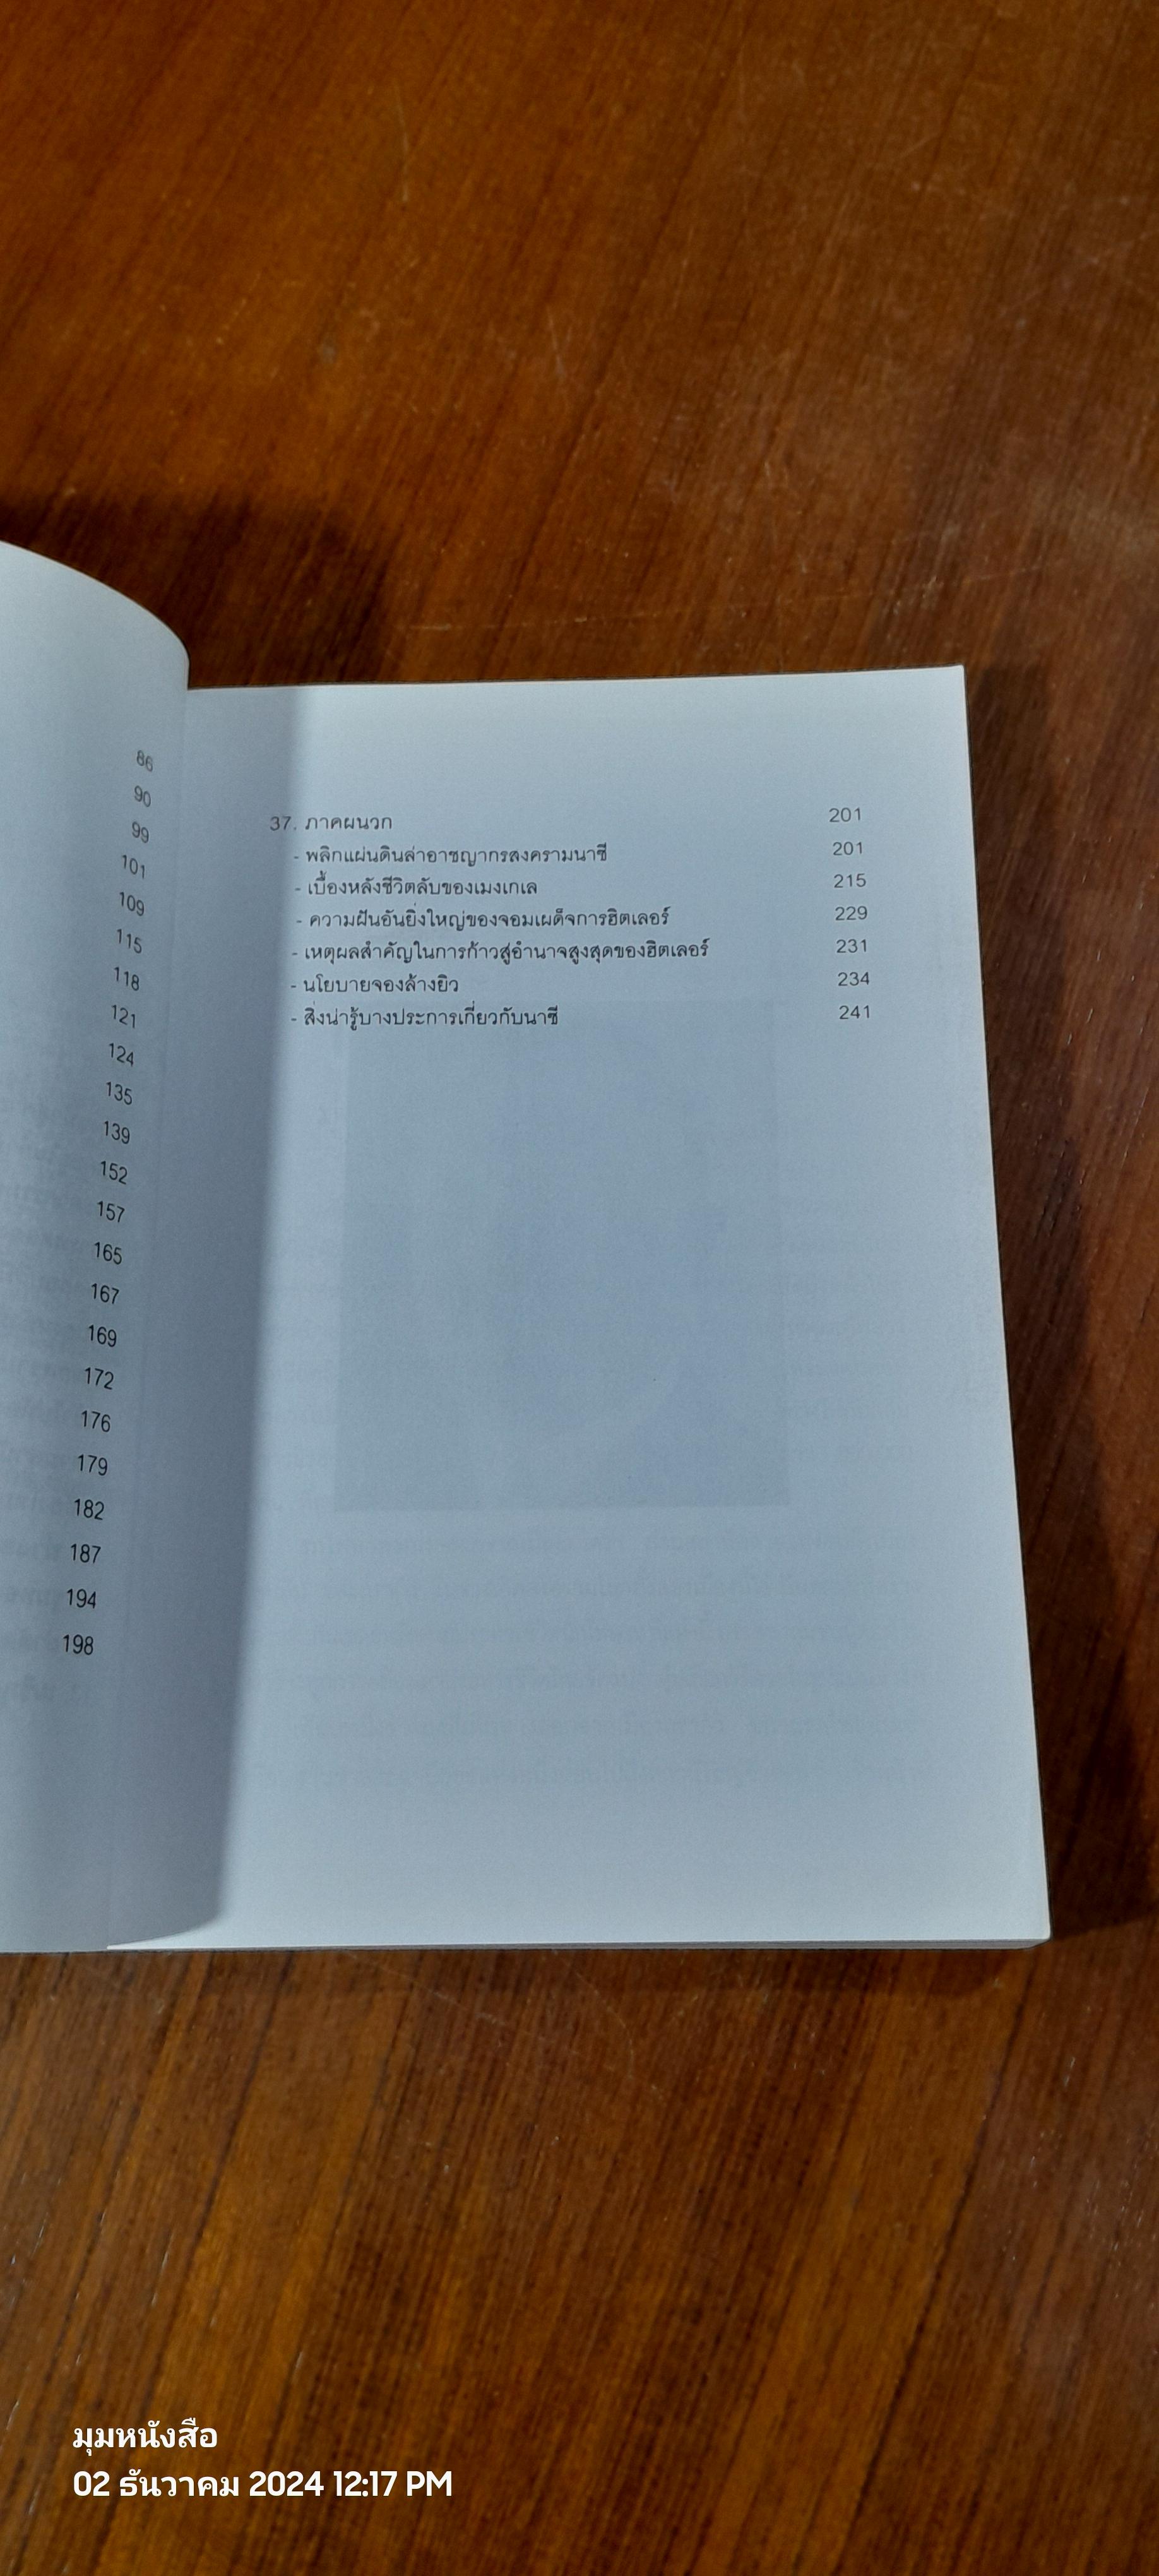 86
90
99
101
109
115
118
121
124
135
139
152
157
165
167
169
172
176
179
182
187
194
198
37. ภาคผนวก 201
- พลิกแผ่นดินล่าอาชญากรสงครามนาซี 201
- เบื้องหลังชีวิตลับของเมงเกเล 215
- ความฝันอันยิ่งใหญ่ของจอมเผด็จการฮิตเลอร์ 229
- เหตุผลสำคัญในการก้าวสู่อำนาจสูงสุดของฮิตเลอร์ 231
- นโยบายจองล้างยิว 234
- สิ่งน่ารู้บางประการเกี่ยวกับนาซี 241
มุมหนังสือ
02 ธันวาคม 2024 12:17 PM